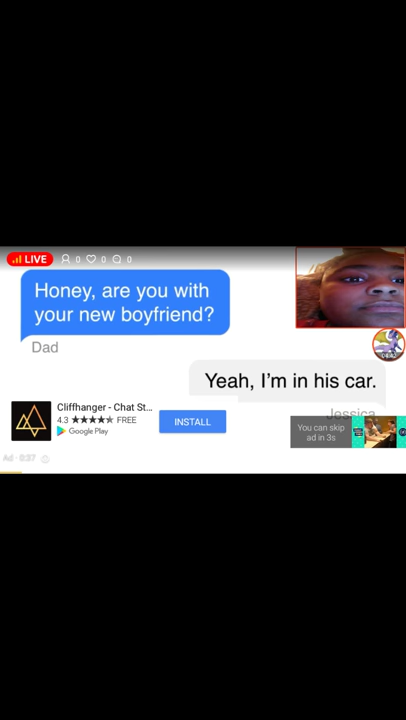 LIVE 0 0 0
Honey, are you with
your new boyfriend?
Dad
Yeah, I'm in his car.
Jessica
Cliffhanger - Chat St...
4.3 FREE
Google Play
INSTALL
You can skip
ad in 3s
Ad · 0:37